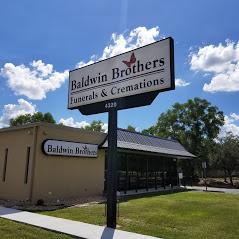 Baldwin Brothers
Funerals & Cremations
4320
Baldwin Brothers